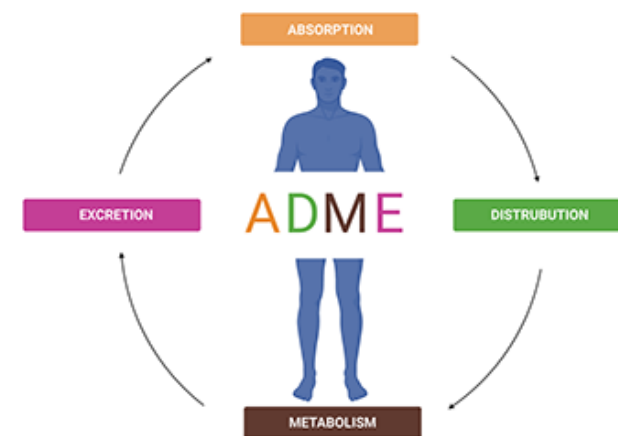 ABSORPTION
EXCRETION
ADME
DISTRUBUTION
METABOLISM